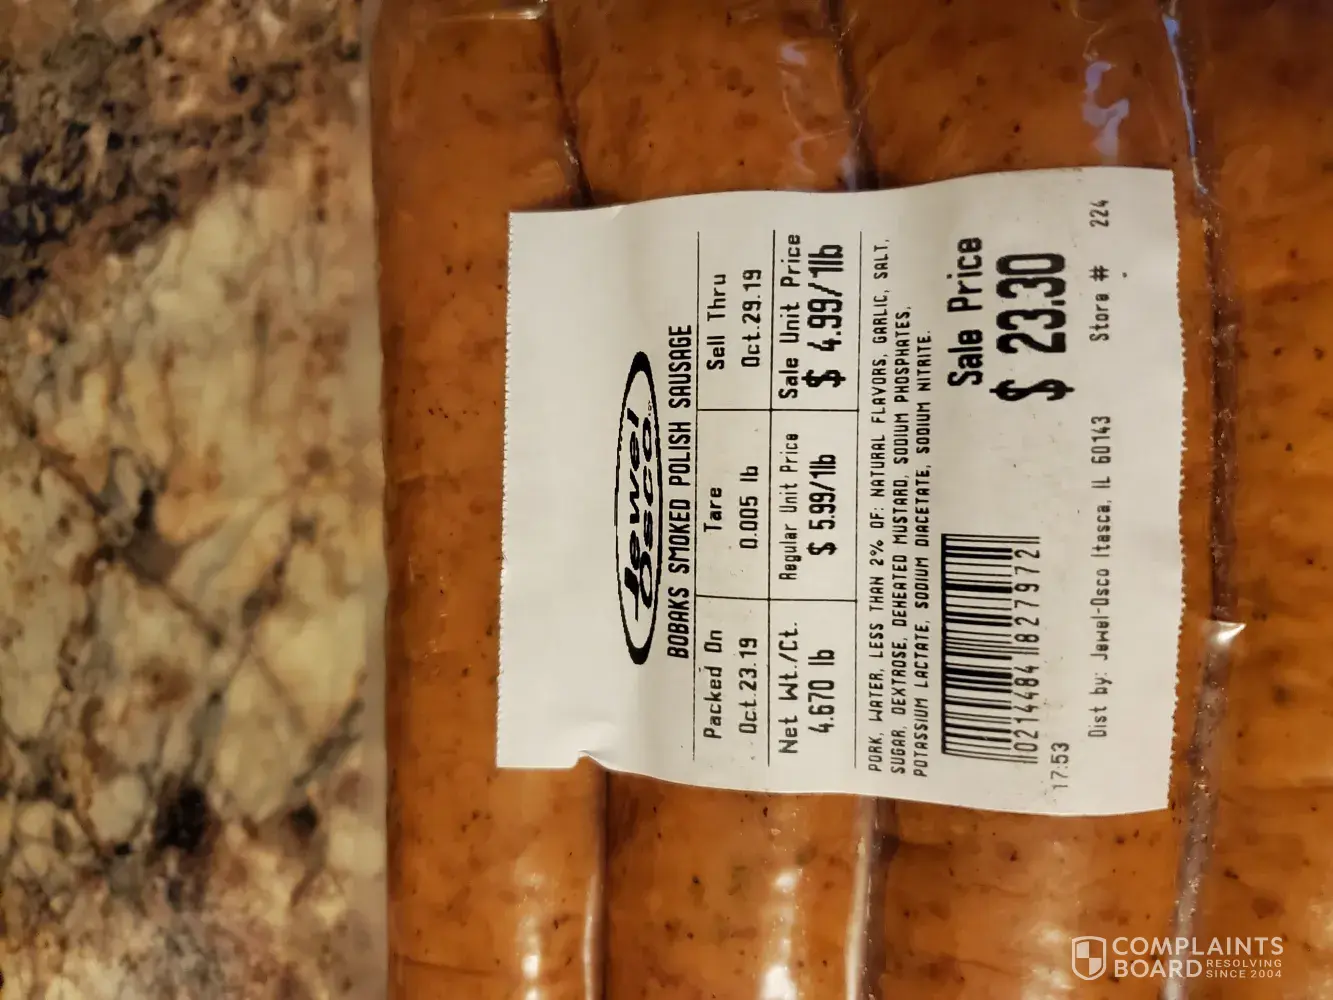 Jewel
Osco
BOBAKS SMOKED POLISH SAUSAGE
Packed On Tare Sell Thru
Oct.23.19 0.005 lb Oct.29.19
Net Wt./Ct. Regular Unit Price Sale Unit Price
4.670 lb $ 5.99/1lb $ 4.99/1lb
PORK, WATER, LESS THAN 2% OF: NATURAL FLAVORS, GARLIC, SALT,
SUGAR, DEXTROSE, DEHEATED MUSTARD, SODIUM PHOSPHATES,
POTASSIUM LACTATE, SODIUM DIACETATE, SODIUM NITRITE.
Sale Price
$ 23.30
0214484182797 2
17:53
Dist by: Jewel-Osco Itasca, IL 60143 Store # 224
COMPLAINTS
BOARD RESOLVING
SINCE 2004